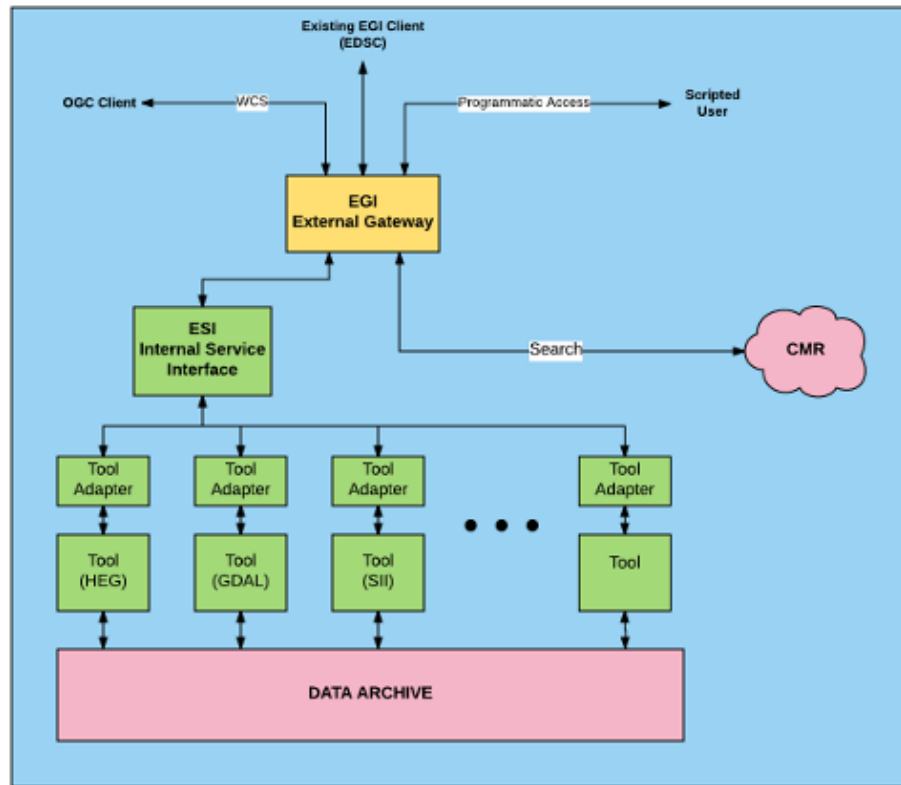 Existing EGI Client
(EDSC)
OGC Client
WCS
Programmatic Access
Scripted
User
EGI
External Gateway
ESI
Internal Service
Interface
Search
CMR
Tool
Adapter
Tool
Adapter
Tool
Adapter
Tool
Adapter
Tool
(HEG)
Tool
(GDAL)
Tool
(SII)
Tool
DATA ARCHIVE